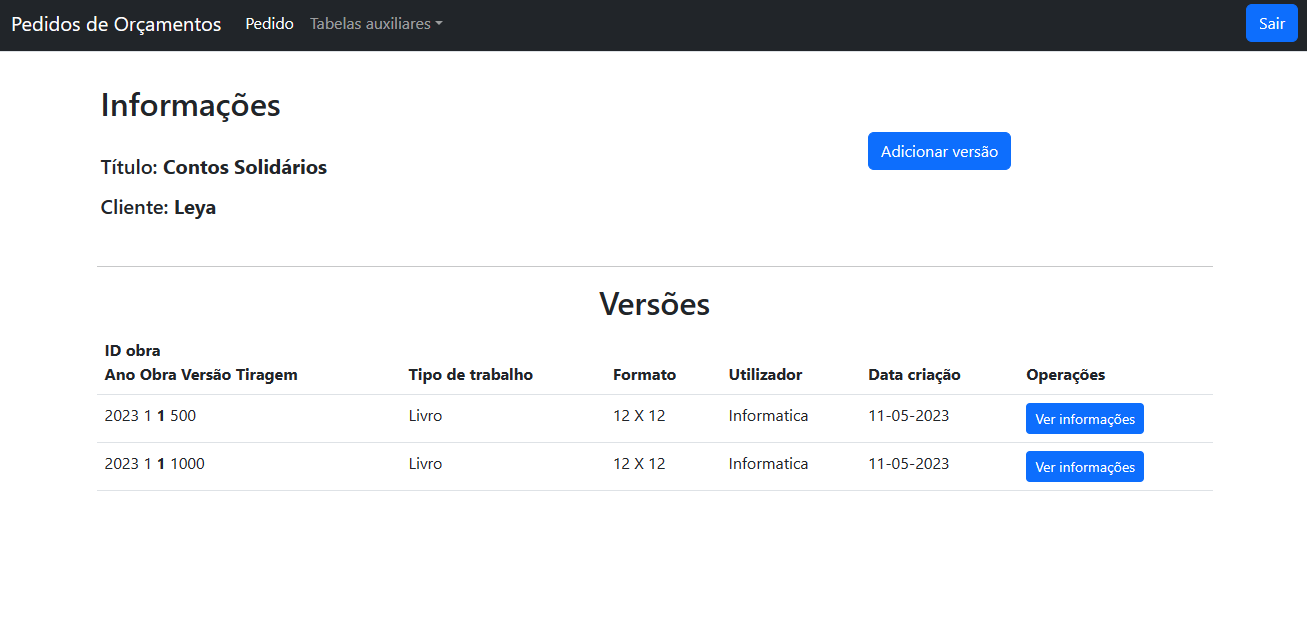 Pedidos de Orçamentos Pedido Tabelas auxiliares Sair
Informações
Adicionar versão
Título: Contos Solidários
Cliente: Leya
Versões
ID obra
Ano Obra Versão Tiragem Tipo de trabalho Formato Utilizador Data criação Operações
2023 1 1 500 Livro 12 X 12 Informatica 11-05-2023 Ver informações
2023 1 1 1000 Livro 12 X 12 Informatica 11-05-2023 Ver informações